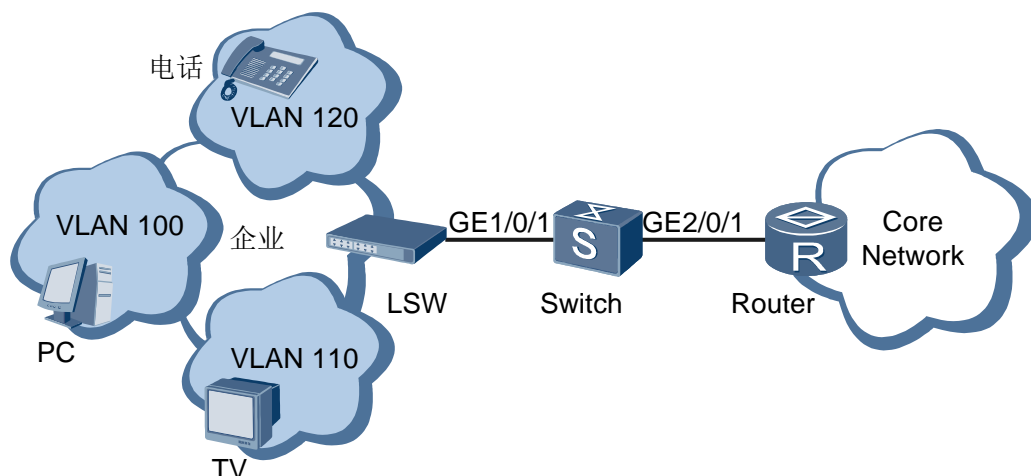 电话
VLAN 120
VLAN 100
企业
GE1/0/1
GE2/0/1
Core
Network
S
R
LSW
Switch
Router
PC
VLAN 110
TV